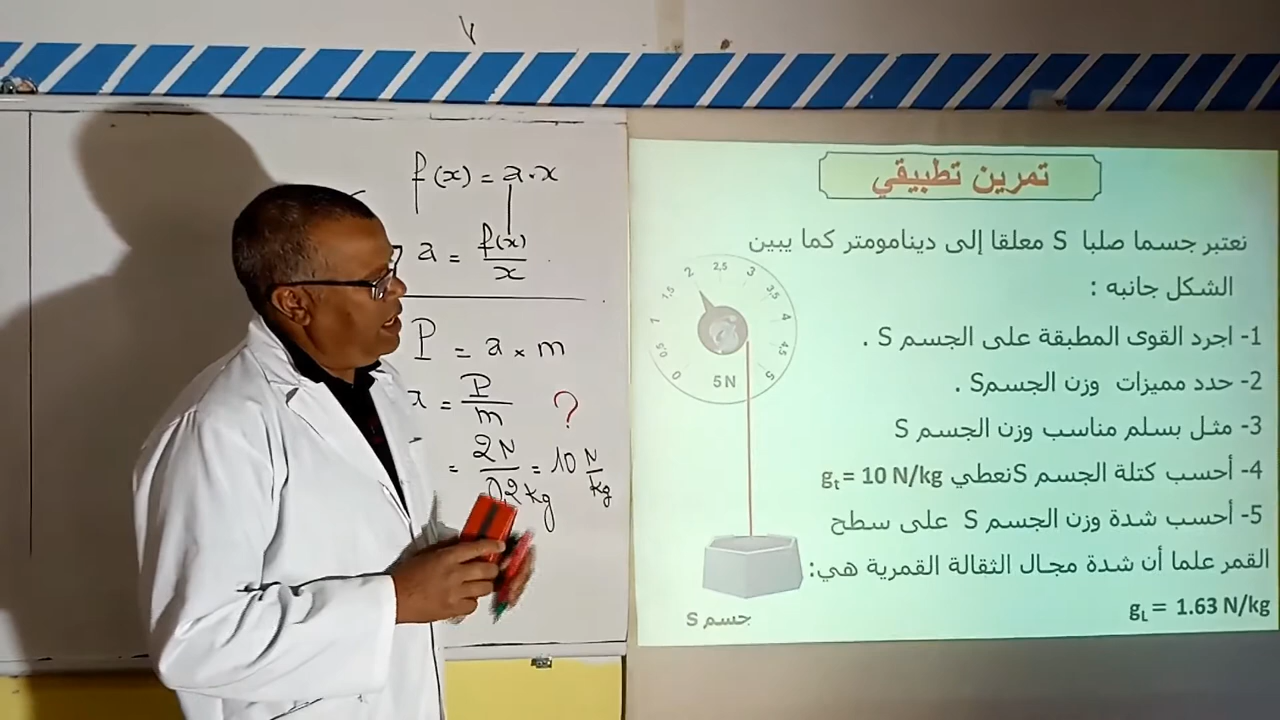 f(x) = a.x
a = f(x)/x
P = a × m
= P/m ?
= 2N/0,2kg = 10 N/kg
تمرين تطبيقي
نعتبر جسما صلبا S معلقا إلى دينامومتر كما يبين
الشكل جانبه :
1- اجرد القوى المطبقة على الجسم S .
2- حدد مميزات وزن الجسمS .
3- مثل بسلم مناسب وزن الجسم S
4- أحسب كتلة الجسم Sنعطي gt= 10 N/kg
5- أحسب شدة وزن الجسم S على سطح
القمر علما أن شدة مجال الثقالة القمرية هي:
gL= 1.63 N/kg
0 0,5 1 1,5 2 2,5 3 3,5 4 4,5 5
5N
جسم S